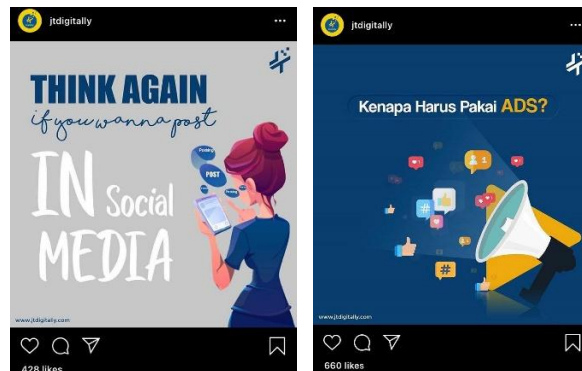 jtdigitally
THINK AGAIN
if you wanna post
IN Social
MEDIA
POST
www.jtdigitally.com
428 likes
jtdigitally
Kenapa Harus Pakai ADS?
www.jtdigitally.com
660 likes